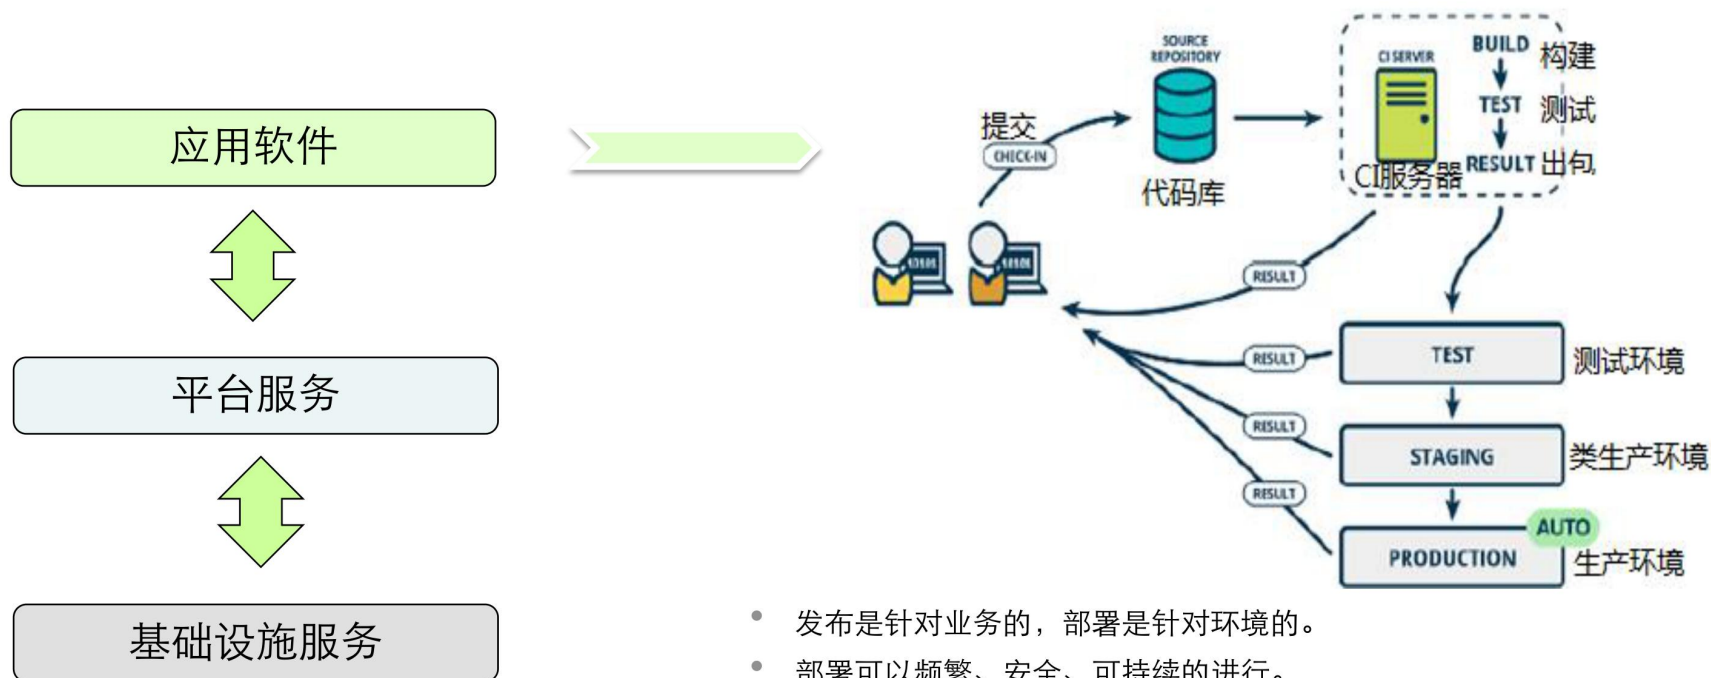 应用软件
平台服务
基础设施服务
SOURCE
REPOSITORY
代码库
提交
CHECK-IN
CI SERVER
CI服务器
BUILD 构建
TEST 测试
RESULT 出包
RESULT
RESULT
RESULT
RESULT
TEST 测试环境
STAGING 类生产环境
AUTO
PRODUCTION 生产环境
• 发布是针对业务的，部署是针对环境的。
• 部署可以频繁、安全、可持续的进行。